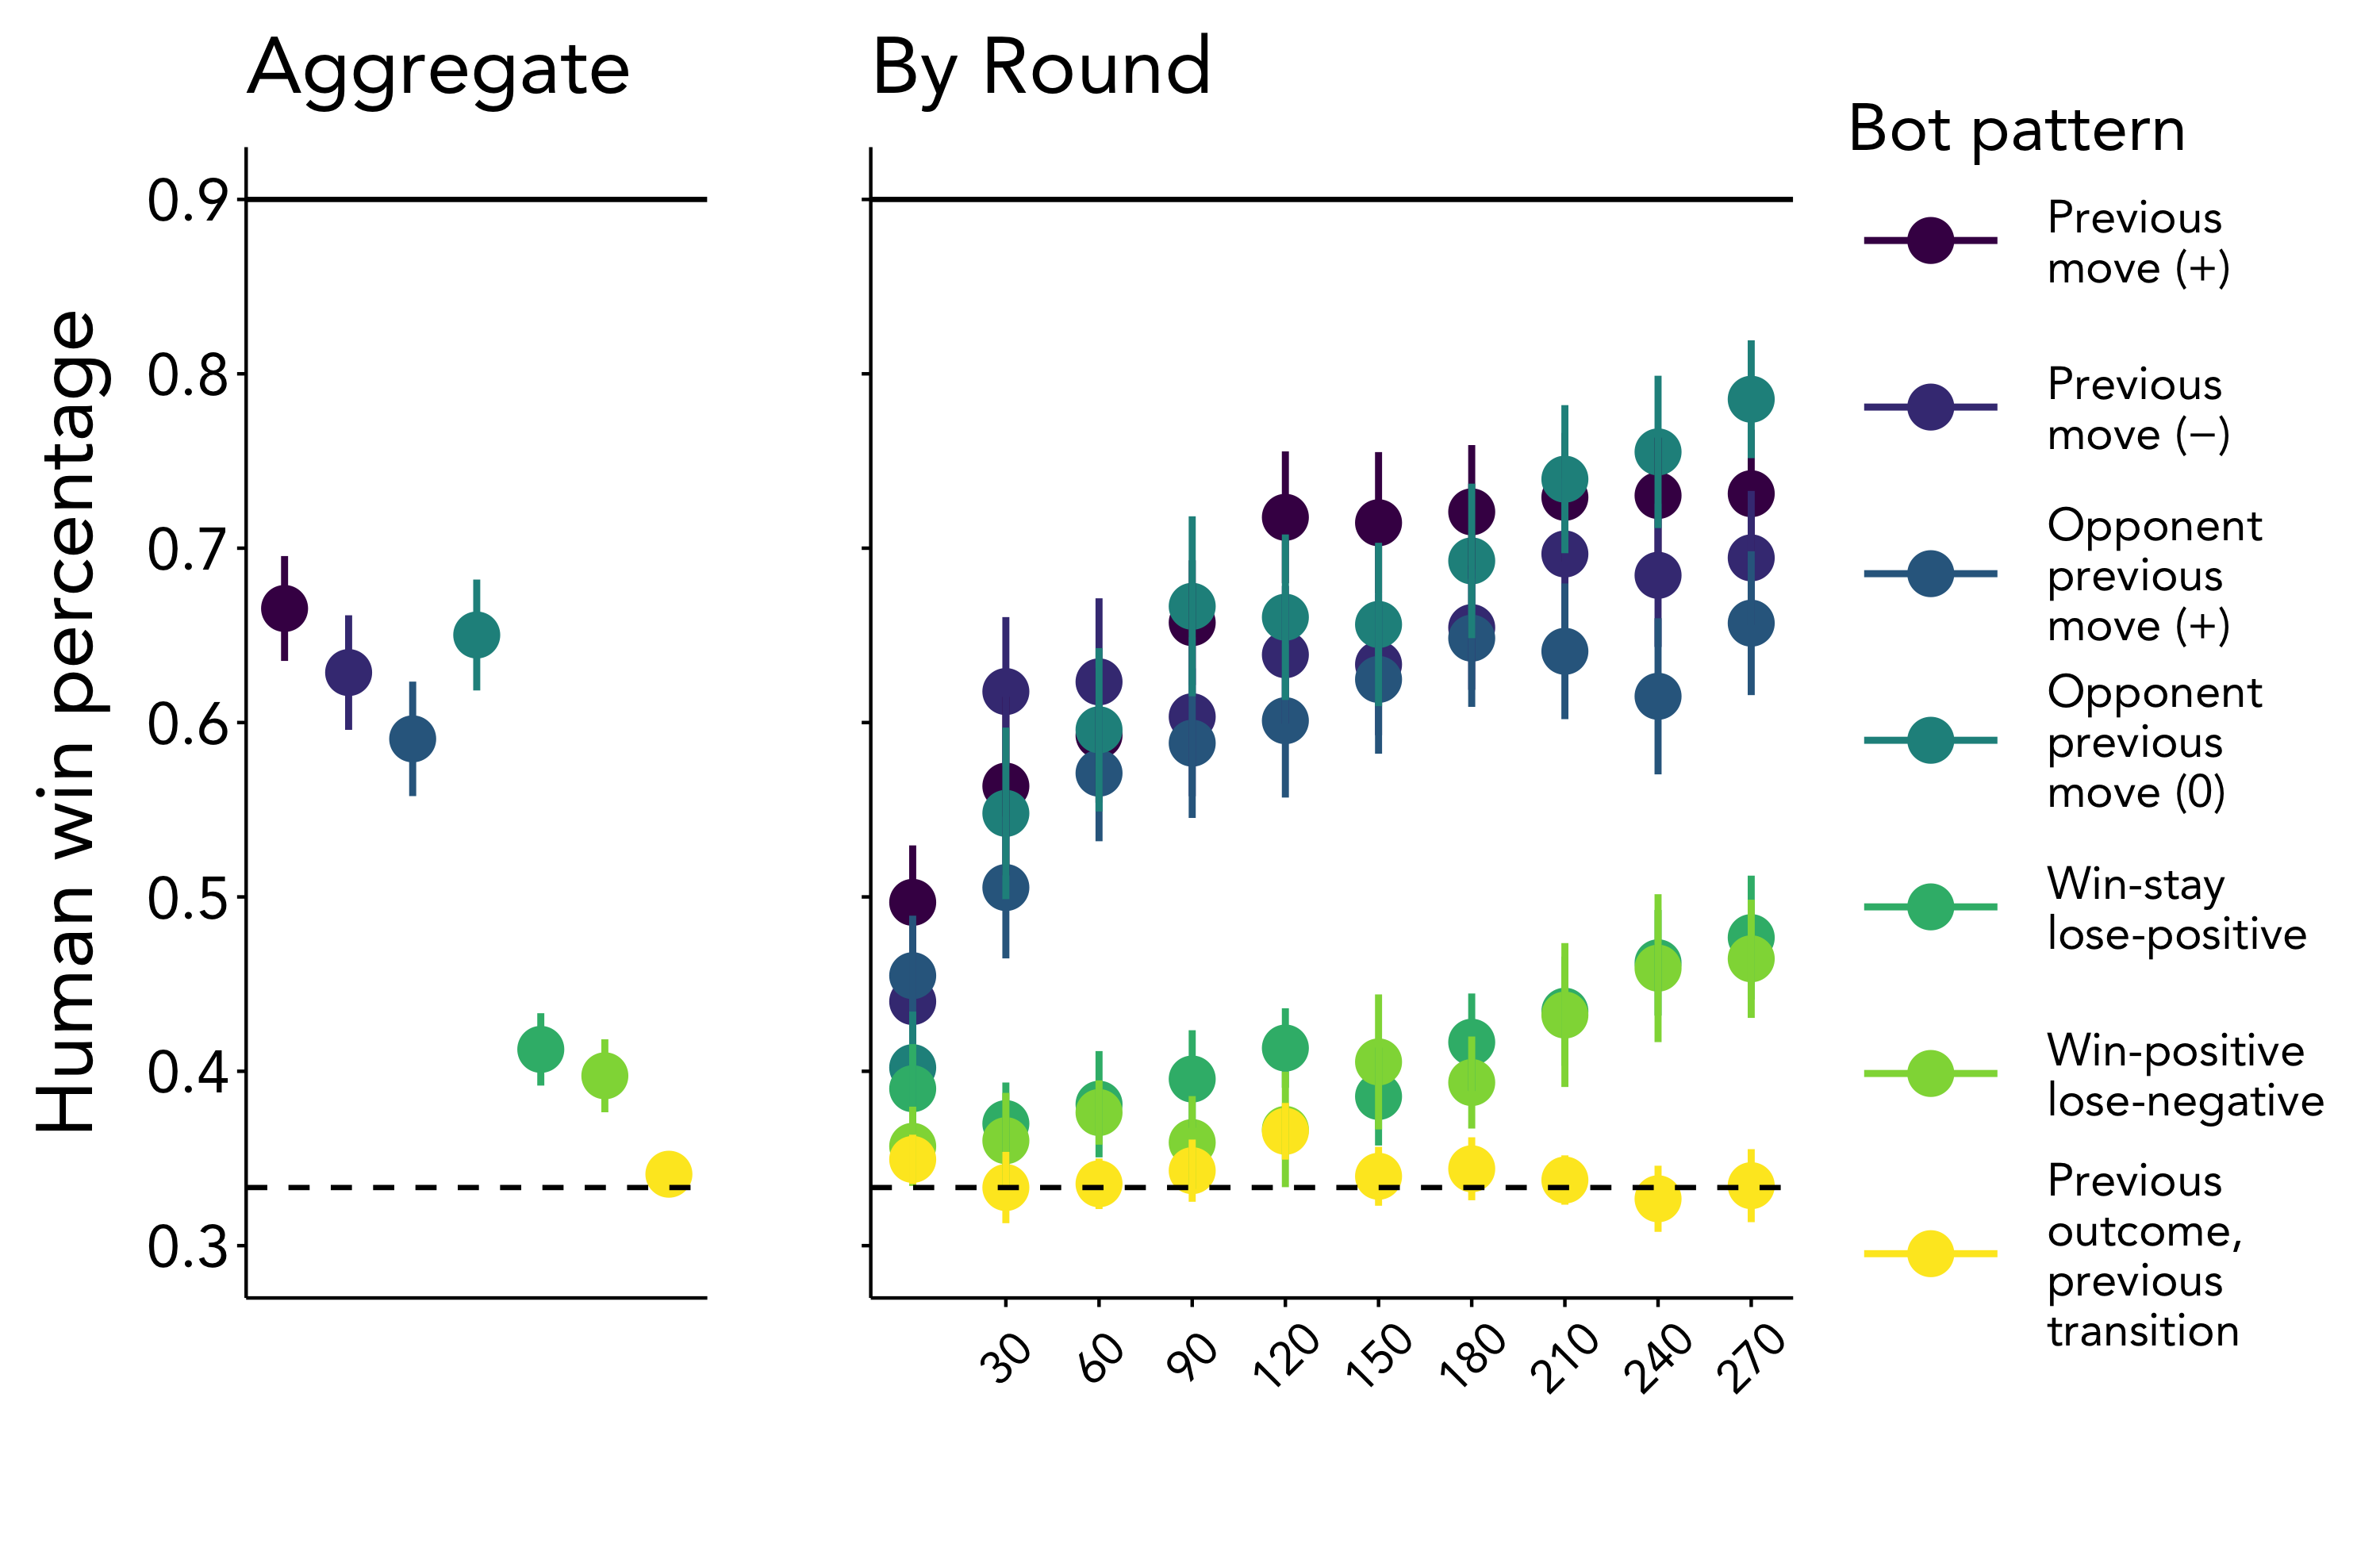 Aggregate
By Round
Human win percentage
0.9
0.8
0.7
0.6
0.5
0.4
0.3
30
60
90
120
150
180
210
240
270
Bot pattern
Previous
move (+)
Previous
move (−)
Opponent
previous
move (+)
Opponent
previous
move (0)
Win-stay
lose-positive
Win-positive
lose-negative
Previous
outcome,
previous
transition